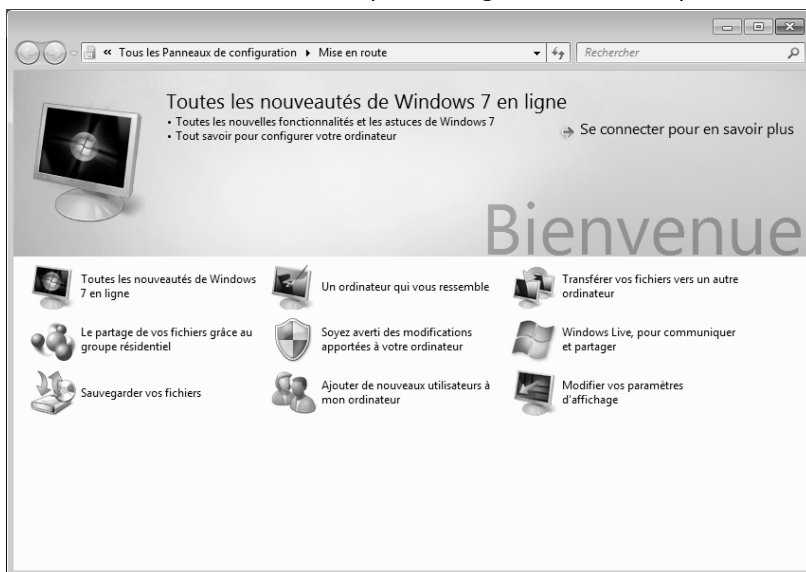 « Tous les Panneaux de configuration ▸ Mise en route
Rechercher
Toutes les nouveautés de Windows 7 en ligne
• Toutes les nouvelles fonctionnalités et les astuces de Windows 7
• Tout savoir pour configurer votre ordinateur
Se connecter pour en savoir plus
Bienvenue
Toutes les nouveautés de Windows
7 en ligne
Un ordinateur qui vous ressemble
Transférer vos fichiers vers un autre
ordinateur
Le partage de vos fichiers grâce au
groupe résidentiel
Soyez averti des modifications
apportées à votre ordinateur
Windows Live, pour communiquer
et partager
Sauvegarder vos fichiers
Ajouter de nouveaux utilisateurs à
mon ordinateur
Modifier vos paramètres
d'affichage